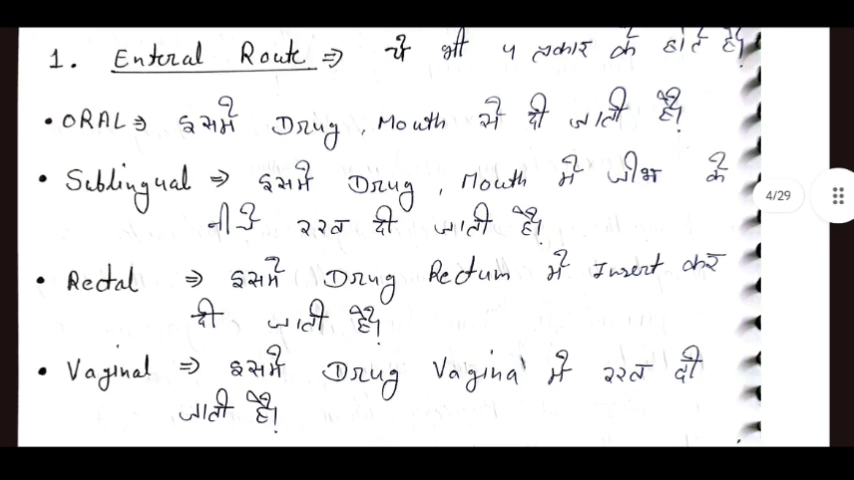 1. Enteral Route ⇒ ये भी 4 प्रकार के होते है।
• ORAL ⇒ इसमे Drug, Mouth से दी जाती है।
• Sublingual ⇒ इसमे Drug, Mouth मे जीभ के
नीचे रख दी जाती है।
• Rectal ⇒ इसमे Drug Rectum मे Insert कर
दी जाती है।
• Vaginal ⇒ इसमे Drug Vagina मे रख दी
जाती है।
4/29